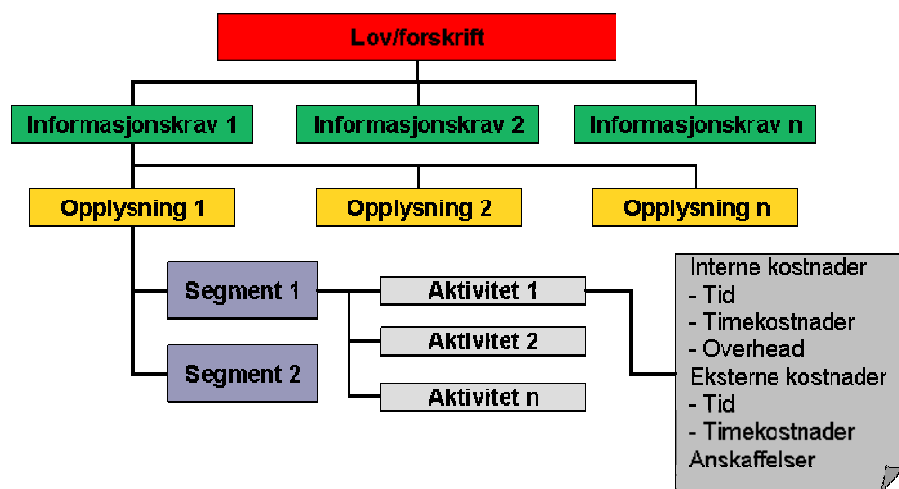 Lov/forskrift
Informasjonskrav 1
Informasjonskrav 2
Informasjonskrav n
Opplysning 1
Opplysning 2
Opplysning n
Segment 1
Segment 2
Aktivitet 1
Aktivitet 2
Aktivitet n
Interne kostnader
- Tid
- Timekostnader
- Overhead
Eksterne kostnader
- Tid
- Timekostnader
Anskaffelser